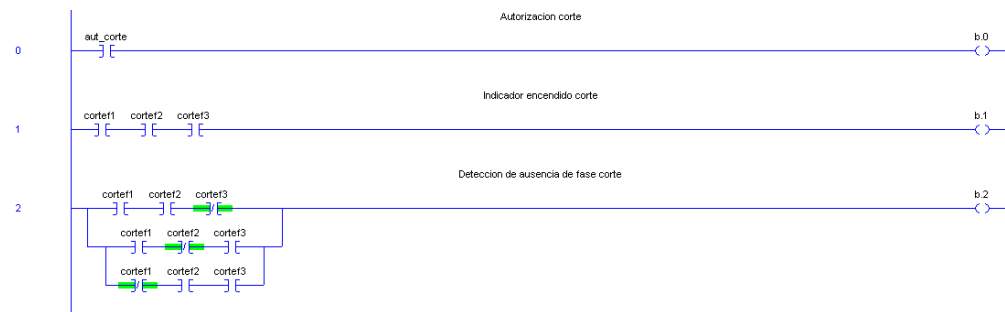 Autorizacion corte
aut_corte b.0
0
Indicador encendido corte
cortef1 cortef2 cortef3 b.1
1
Deteccion de ausencia de fase corte
cortef1 cortef2 cortef3 b.2
2
cortef1 cortef2 cortef3
cortef1 cortef2 cortef3